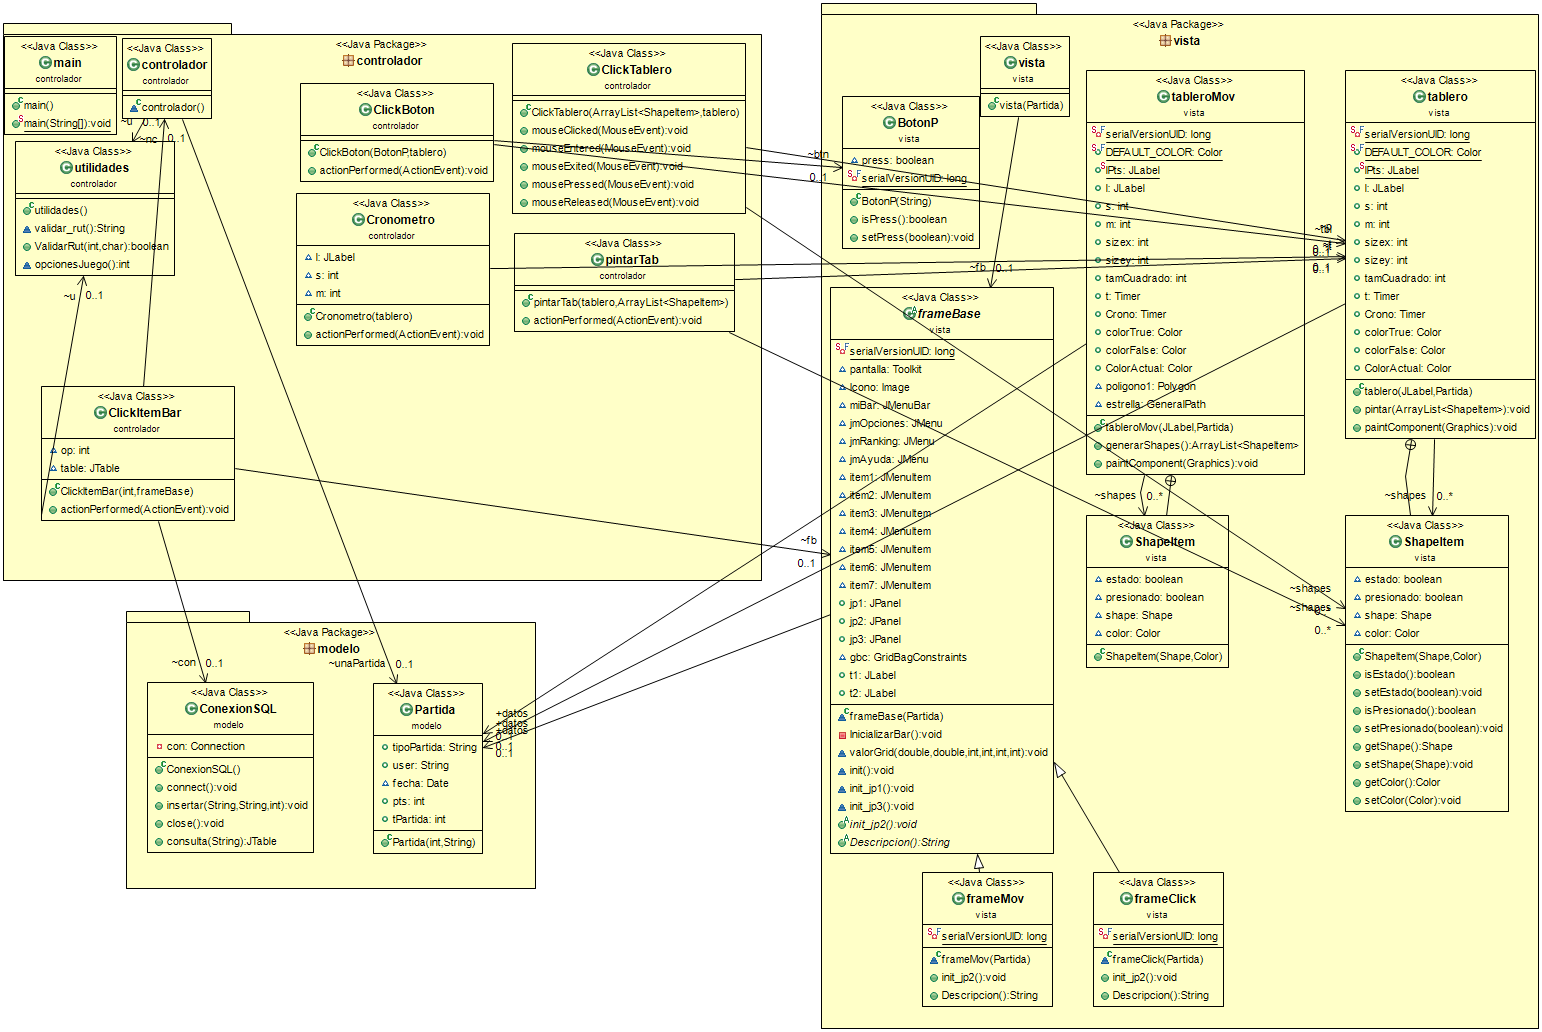 <<Java Package>>
controlador
<<Java Class>>
main
controlador
main()
main(String[]):void
<<Java Class>>
controlador
controlador
controlador()
~u
0..1
~nc
0..1
<<Java Class>>
utilidades
controlador
utilidades()
validar_rut():String
ValidarRut(int,char):boolean
opcionesJuego():int
~u
0..1
<<Java Class>>
ClickBoton
controlador
ClickBoton(BotonP,tablero)
actionPerformed(ActionEvent):void
<<Java Class>>
ClickTablero
controlador
ClickTablero(ArrayList<ShapeItem>,tablero)
mouseClicked(MouseEvent):void
mouseEntered(MouseEvent):void
mouseExited(MouseEvent):void
mousePressed(MouseEvent):void
mouseReleased(MouseEvent):void
<<Java Class>>
Cronometro
controlador
l: JLabel
s: int
m: int
Cronometro(tablero)
actionPerformed(ActionEvent):void
<<Java Class>>
pintarTab
controlador
pintarTab(tablero,ArrayList<ShapeItem>)
actionPerformed(ActionEvent):void
<<Java Class>>
ClickItemBar
controlador
op: int
table: JTable
ClickItemBar(int,frameBase)
actionPerformed(ActionEvent):void
<<Java Package>>
modelo
~con
0..1
~unaPartida
0..1
<<Java Class>>
ConexionSQL
modelo
con: Connection
ConexionSQL()
connect():void
insertar(String,String,int):void
close():void
consulta(String):JTable
<<Java Class>>
Partida
modelo
tipoPartida: String
user: String
fecha: Date
pts: int
tPartida: int
Partida(int,String)
+datos
+datos
+datos
0..1
0..1
0..1
<<Java Package>>
vista
<<Java Class>>
vista
vista
vista(Partida)
~btn
0..1
<<Java Class>>
BotonP
vista
press: boolean
serialVersionUID: long
BotonP(String)
isPress():boolean
setPress(boolean):void
~fb
0..1
<<Java Class>>
frameBase
vista
serialVersionUID: long
pantalla: Toolkit
Icono: Image
miBar: JMenuBar
jmOpciones: JMenu
jmRanking: JMenu
jmAyuda: JMenu
item1: JMenuItem
item2: JMenuItem
item3: JMenuItem
item4: JMenuItem
item5: JMenuItem
item6: JMenuItem
item7: JMenuItem
jp1: JPanel
jp2: JPanel
jp3: JPanel
gbc: GridBagConstraints
t1: JLabel
t2: JLabel
frameBase(Partida)
InicializarBar():void
valorGrid(double,double,int,int,int,int):void
init():void
init_jp1():void
init_jp3():void
init_jp2():void
Descripcion():String
~fb
0..1
<<Java Class>>
tableroMov
vista
serialVersionUID: long
DEFAULT_COLOR: Color
lPts: JLabel
l: JLabel
s: int
m: int
sizex: int
sizey: int
tamCuadrado: int
t: Timer
Crono: Timer
colorTrue: Color
colorFalse: Color
ColorActual: Color
poligono1: Polygon
estrella: GeneralPath
tableroMov(JLabel,Partida)
generarShapes():ArrayList<ShapeItem>
paintComponent(Graphics):void
~shapes
0..*
<<Java Class>>
ShapeItem
vista
estado: boolean
presionado: boolean
shape: Shape
color: Color
ShapeItem(Shape,Color)
0..1
0..1
<<Java Class>>
tablero
vista
serialVersionUID: long
DEFAULT_COLOR: Color
lPts: JLabel
l: JLabel
s: int
m: int
sizex: int
sizey: int
tamCuadrado: int
t: Timer
Crono: Timer
colorTrue: Color
colorFalse: Color
ColorActual: Color
tablero(JLabel,Partida)
pintar(ArrayList<ShapeItem>):void
paintComponent(Graphics):void
~shapes
0..*
~shapes
~shapes
0..*
<<Java Class>>
ShapeItem
vista
estado: boolean
presionado: boolean
shape: Shape
color: Color
ShapeItem(Shape,Color)
isEstado():boolean
setEstado(boolean):void
isPresionado():boolean
setPresionado(boolean):void
getShape():Shape
setShape(Shape):void
getColor():Color
setColor(Color):void
<<Java Class>>
frameMov
vista
serialVersionUID: long
frameMov(Partida)
init_jp2():void
Descripcion():String
<<Java Class>>
frameClick
vista
serialVersionUID: long
frameClick(Partida)
init_jp2():void
Descripcion():String